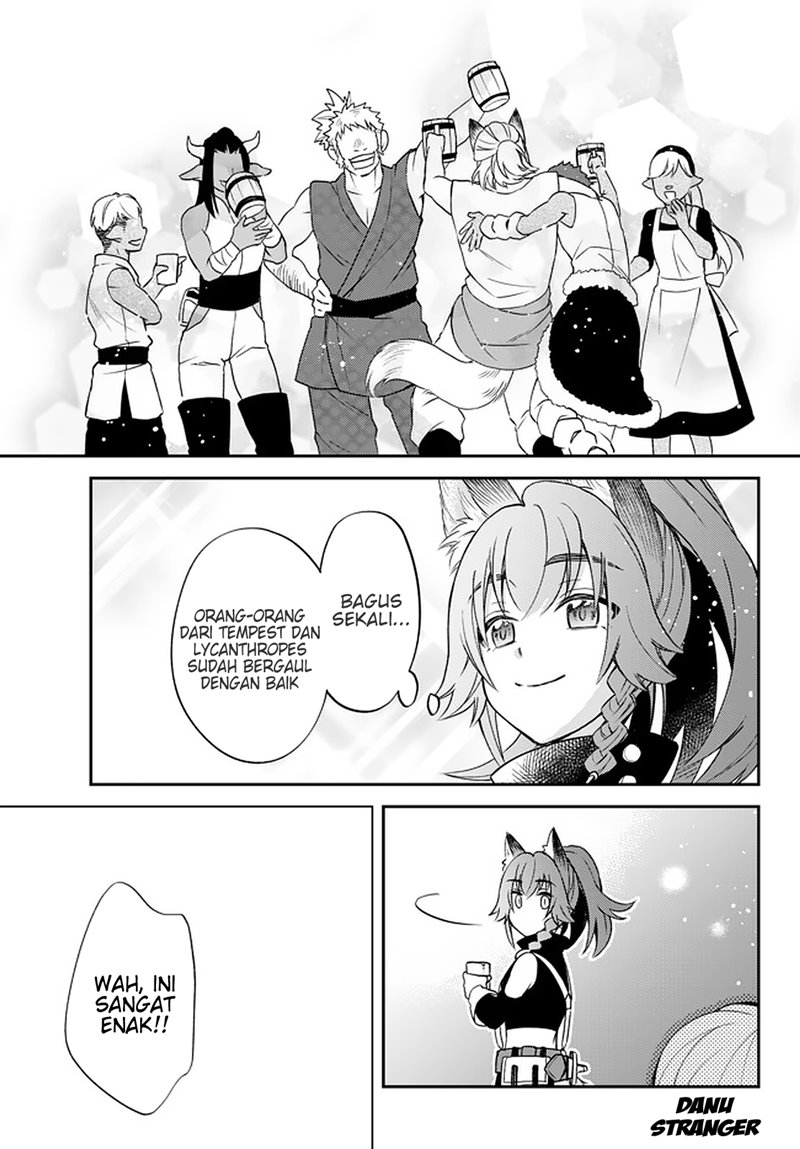 BAGUS
SEKALI...
ORANG-ORANG
DARI TEMPEST DAN
LYCANTHROPES
SUDAH BERGAUL
DENGAN BAIK
WAH, INI
SANGAT
ENAK!!
DANU
STRANGER